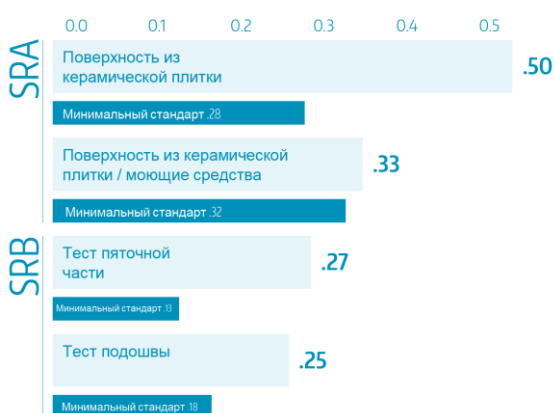 0.0 0.1 0.2 0.3 0.4 0.5
SRA
Поверхность из
керамической плитки
.50
Минимальный стандарт .28
Поверхность из керамической
плитки / моющие средства
.33
Минимальный стандарт .32
SRB
Тест пяточной
части
.27
Минимальный стандарт .13
Тест подошвы
.25
Минимальный стандарт .18